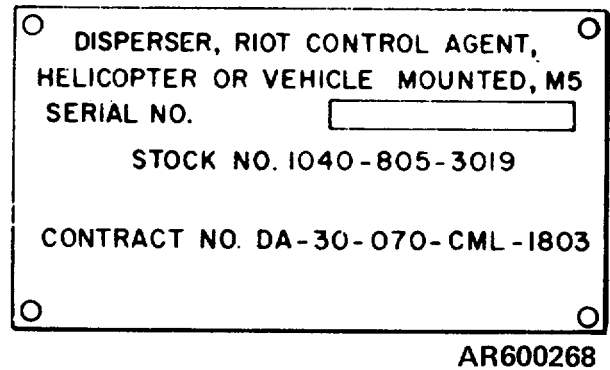 DISPERSER, RIOT CONTROL AGENT,
HELICOPTER OR VEHICLE MOUNTED, M5
SERIAL NO.
STOCK NO. 1040-805-3019
CONTRACT NO. DA-30-070-CML-1803
AR600268